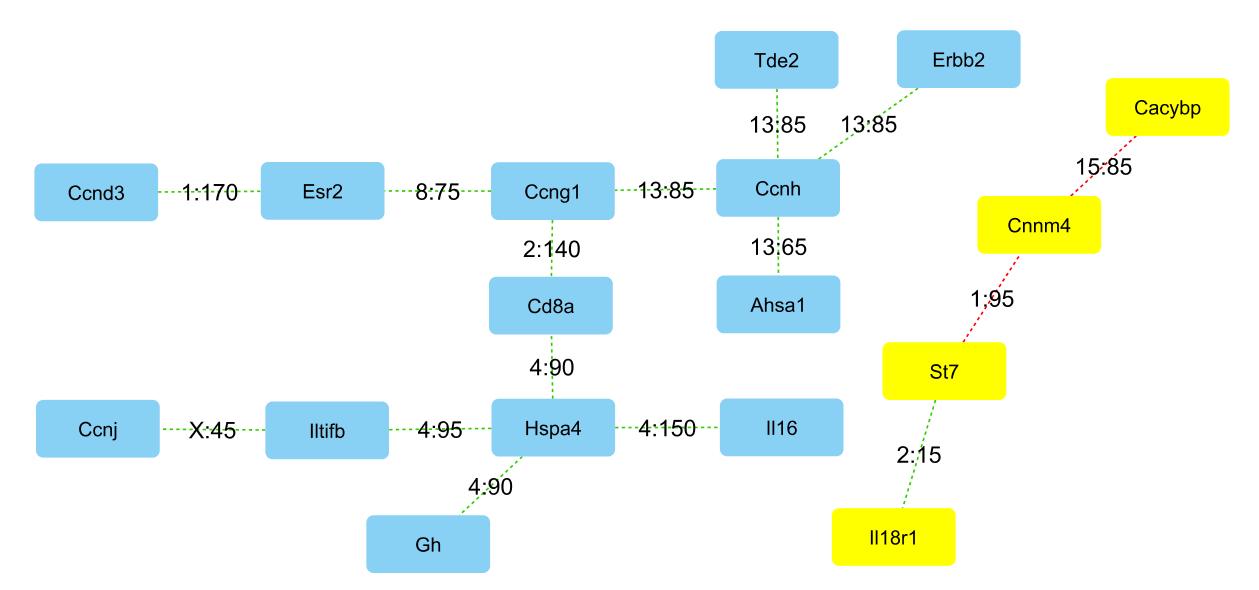 Tde2
Erbb2
Cacybp
13:85
13:85
15:85
Ccnd3
1:170
Esr2
8:75
Ccng1
13:85
Ccnh
Cnnm4
2:140
13:65
Cd8a
Ahsa1
1;95
4:90
St7
Ccnj
X:45
Iltifb
4:95
Hspa4
4:150
Il16
2:15
4:90
Gh
Il18r1